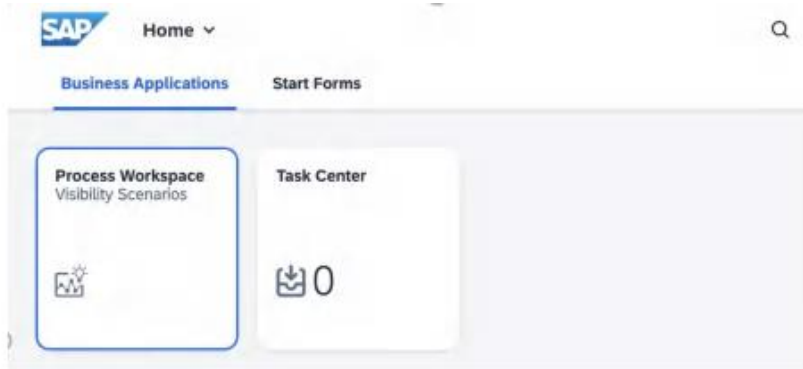 SAP Home
Business Applications Start Forms
Process Workspace Task Center
Visibility Scenarios
0